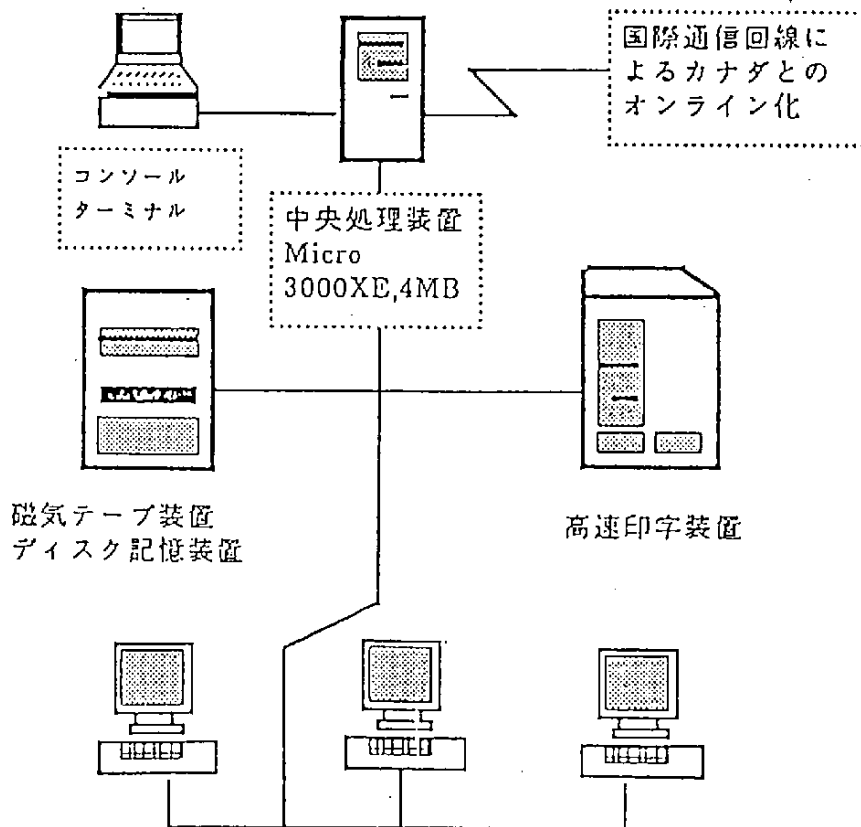 国際通信回線に
よるカナダとの
オンライン化
コンソール
ターミナル
中央処理装置
Micro
3000XE,4MB
磁気テープ装置
ディスク記憶装置
高速印字装置